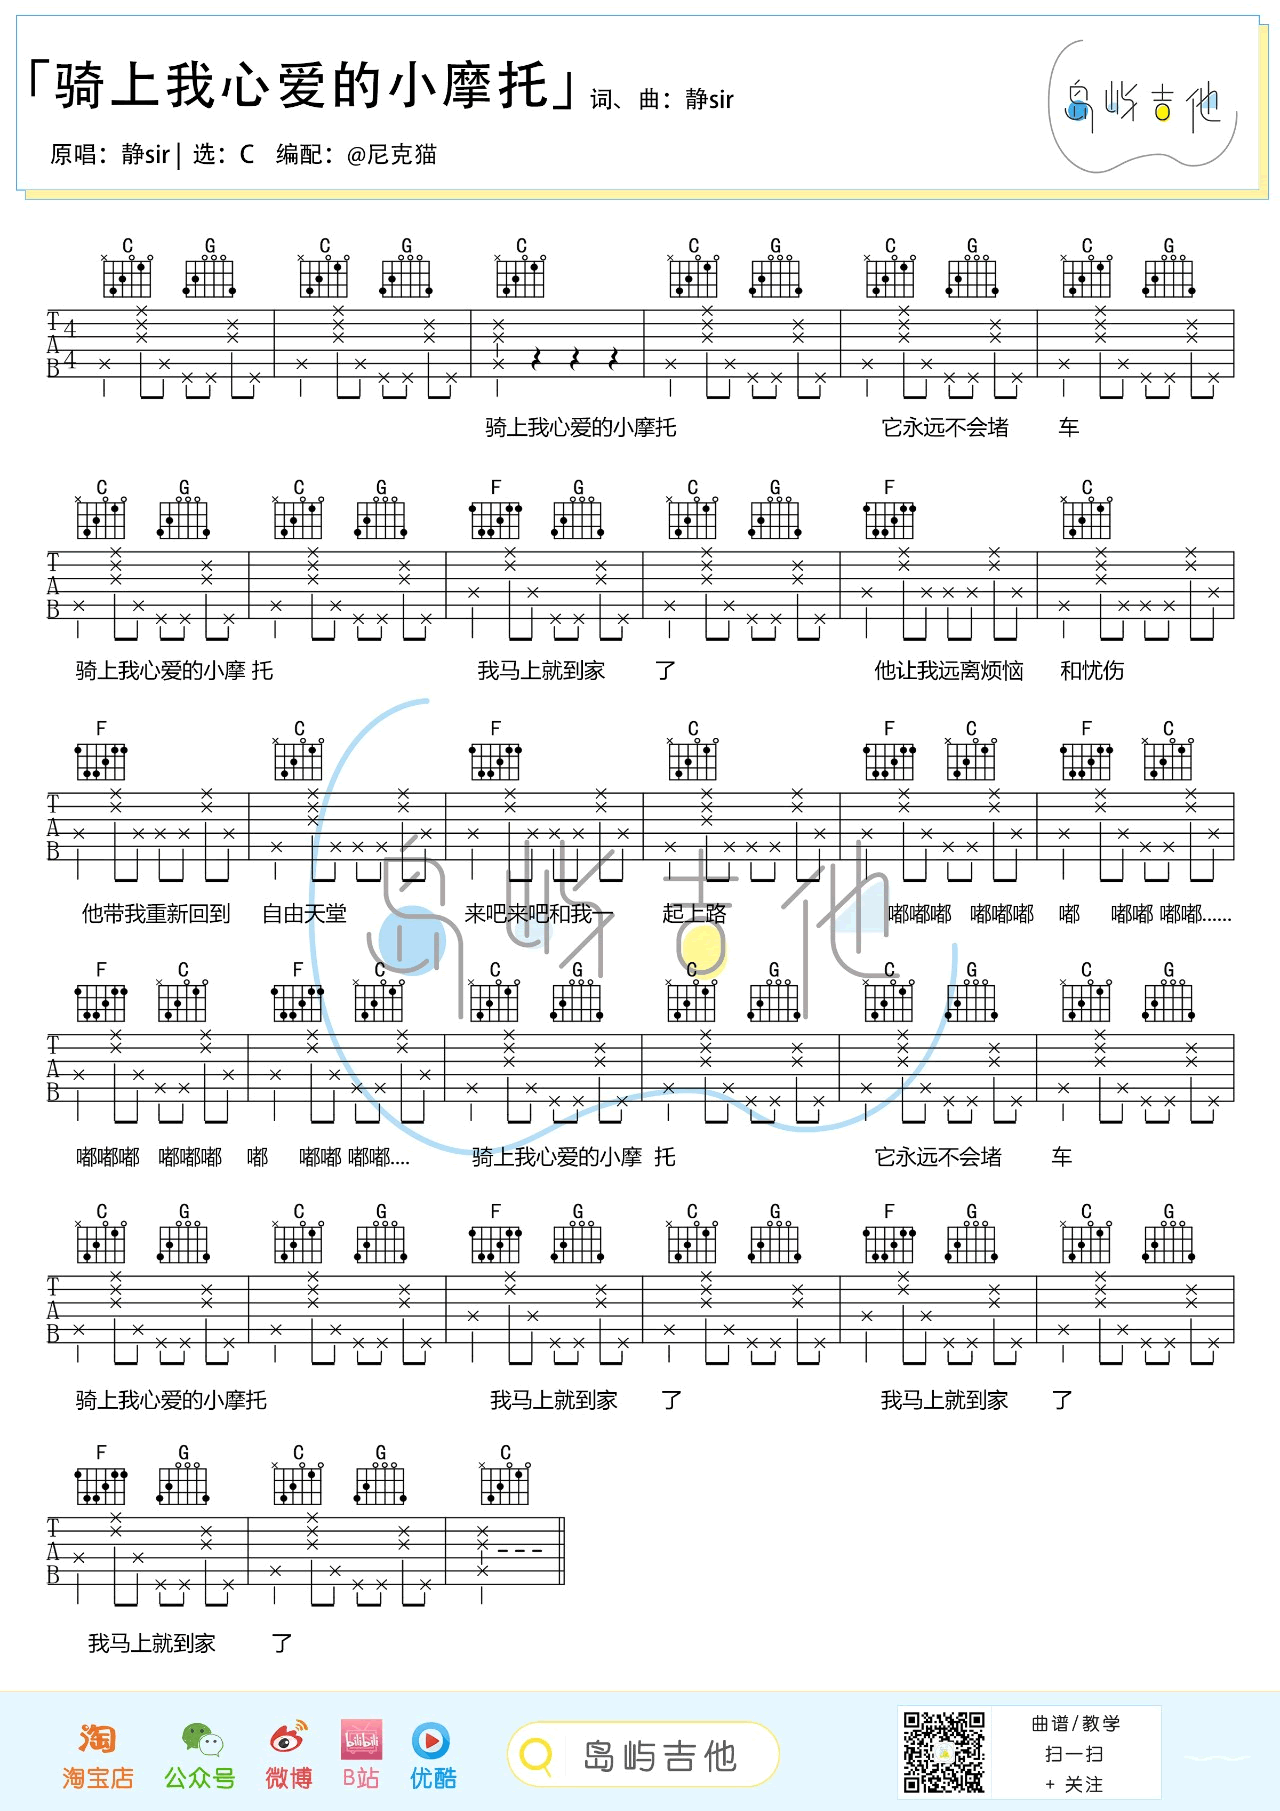 「骑上我心爱的小摩托」 词、曲：静sir
原唱：静sir | 选：C 编配：@尼克猫
岛屿吉他
C G C G C C G C G C G
T 4
A
B 4
骑上我心爱的小摩托 它永远不会堵 车
C G C G F G C G F C
T
A
B
骑上我心爱的小摩 托 我马上就到家 了 他让我远离烦恼 和忧伤
F C F C F C F C
T
A
B
他带我重新回到 自由天堂 来吧来吧和我一 起上路 嘟嘟嘟 嘟嘟嘟 嘟 嘟嘟 嘟嘟......
岛屿吉他
F C F C C G C G C G C G
T
A
B
嘟嘟嘟 嘟嘟嘟 嘟 嘟嘟 嘟嘟.... 骑上我心爱的小摩 托 它永远不会堵 车
C G C G F G C G F G C G
T
A
B
骑上我心爱的小摩托 我马上就到家 了 我马上就到家 了
F G C G C
T
A
B
我马上就到家 了
淘 bilibili
淘宝店 公众号 微博 B站 优酷
岛屿吉他
曲谱/教学
扫一扫
+ 关注